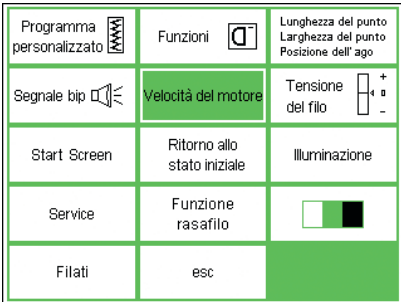 Programma
personalizzato
Funzioni
Lunghezza del punto
Larghezza del punto
Posizione dell'ago
Segnale bip
Velocità del motore
Tensione
del filo
+
-
Start Screen
Ritorno allo
stato iniziale
Illuminazione
Service
Funzione
rasafilo
Filati
esc